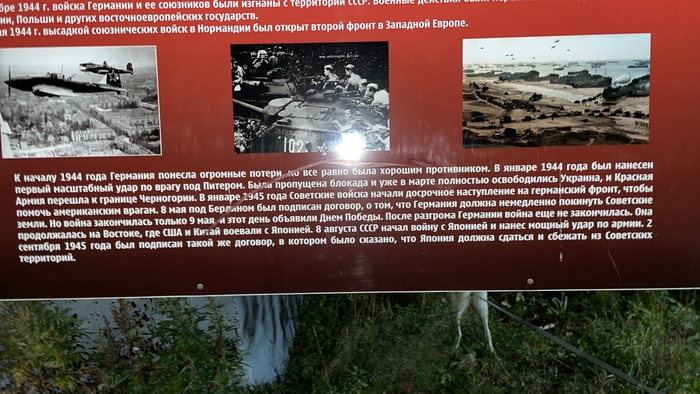 бре 1944 г. войска Германии и ее союзников были изгнаны с территории СССР. Военные действия были
ии, Польши и других восточноевропейских государств.
я 1944 г. высадкой союзнических войск в Нормандии был открыт второй фронт в Западной Европе.
102
К началу 1944 года Германия понесла огромные потери, но все равно была хорошим противником. В январе 1944 года был нанесен
первый масштабный удар по врагу под Питером. Была пропущена блокада и уже в марте полностью освободились Украина, и Красная
Армия перешла к границе Черногории. В январе 1945 года Советские войска начали досрочное наступление на германский фронт, чтобы
помочь американским врагам. 8 мая под Берлином был подписан договор, о том, что Германия должна немедленно покинуть Советские
земли. Но война закончилась только 9 мая, и этот день объявили Днем Победы. После разгрома Германии война еще не закончилась. Она
продолжалась на Востоке, где США и Китай воевали с Японией. 8 августа СССР начал войну с Японией и нанес мощный удар по армии. 2
сентября 1945 года был подписан такой же договор, в котором было сказано, что Япония должна сдаться и сбежать из Советских
территорий.